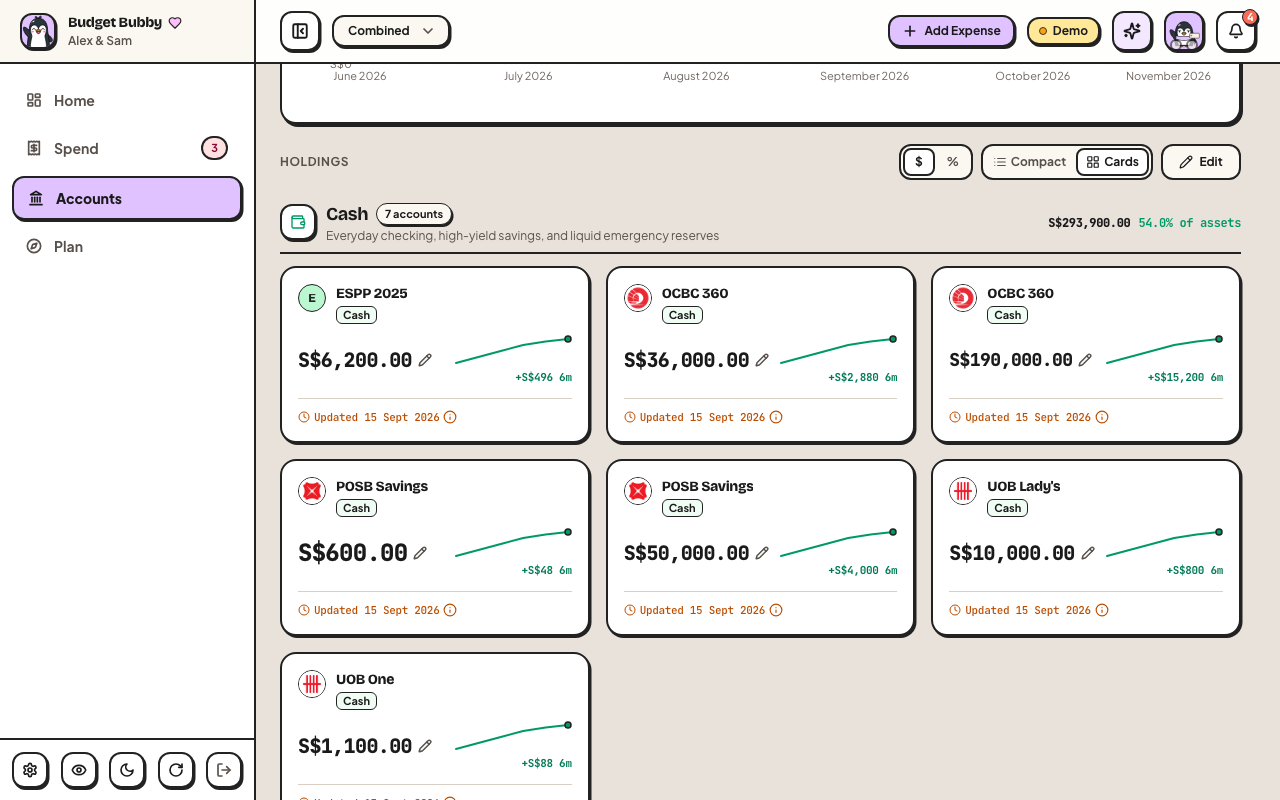 Budget Bubby
Alex & Sam
Combined
Add Expense
Demo
4
Home
Spend
3
Accounts
Plan
S$0
June 2026
July 2026
August 2026
September 2026
October 2026
November 2026
HOLDINGS
$
%
Compact
Cards
Edit
Cash
7 accounts
Everyday checking, high-yield savings, and liquid emergency reserves
S$293,900.00 54.0% of assets
E
ESPP 2025
Cash
S$6,200.00
+S$496 6m
Updated 15 Sept 2026
OCBC 360
Cash
S$36,000.00
+S$2,880 6m
Updated 15 Sept 2026
OCBC 360
Cash
S$190,000.00
+S$15,200 6m
Updated 15 Sept 2026
POSB Savings
Cash
S$600.00
+S$48 6m
Updated 15 Sept 2026
POSB Savings
Cash
S$50,000.00
+S$4,000 6m
Updated 15 Sept 2026
UOB Lady's
Cash
S$10,000.00
+S$800 6m
Updated 15 Sept 2026
UOB One
Cash
S$1,100.00
+S$88 6m